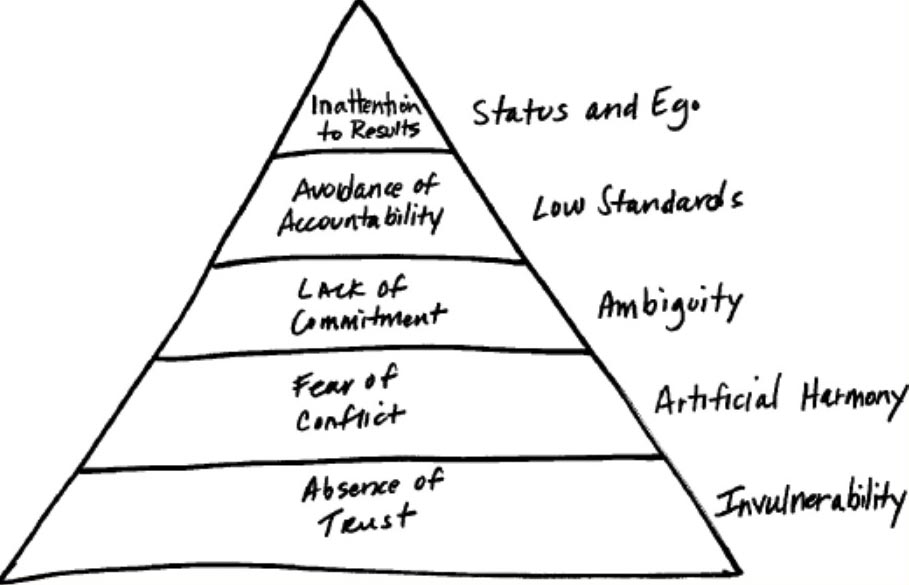 Inattention
to Results
Status and Ego
Avoidance of
Accountability
Low Standards
Lack of
Commitment
Ambiguity
Fear of
Conflict
Artificial Harmony
Absence of
Trust
Invulnerability